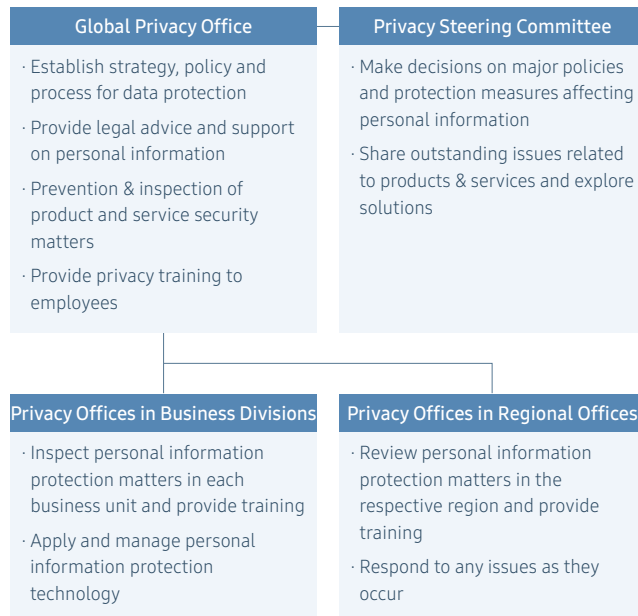 Global Privacy Office
· Establish strategy, policy and
process for data protection
· Provide legal advice and support
on personal information
· Prevention & inspection of
product and service security
matters
· Provide privacy training to
employees
Privacy Steering Committee
· Make decisions on major policies
and protection measures affecting
personal information
· Share outstanding issues related
to products & services and explore
solutions
Privacy Offices in Business Divisions
· Inspect personal information
protection matters in each
business unit and provide training
· Apply and manage personal
information protection
technology
Privacy Offices in Regional Offices
· Review personal information
protection matters in the
respective region and provide
training
· Respond to any issues as they
occur